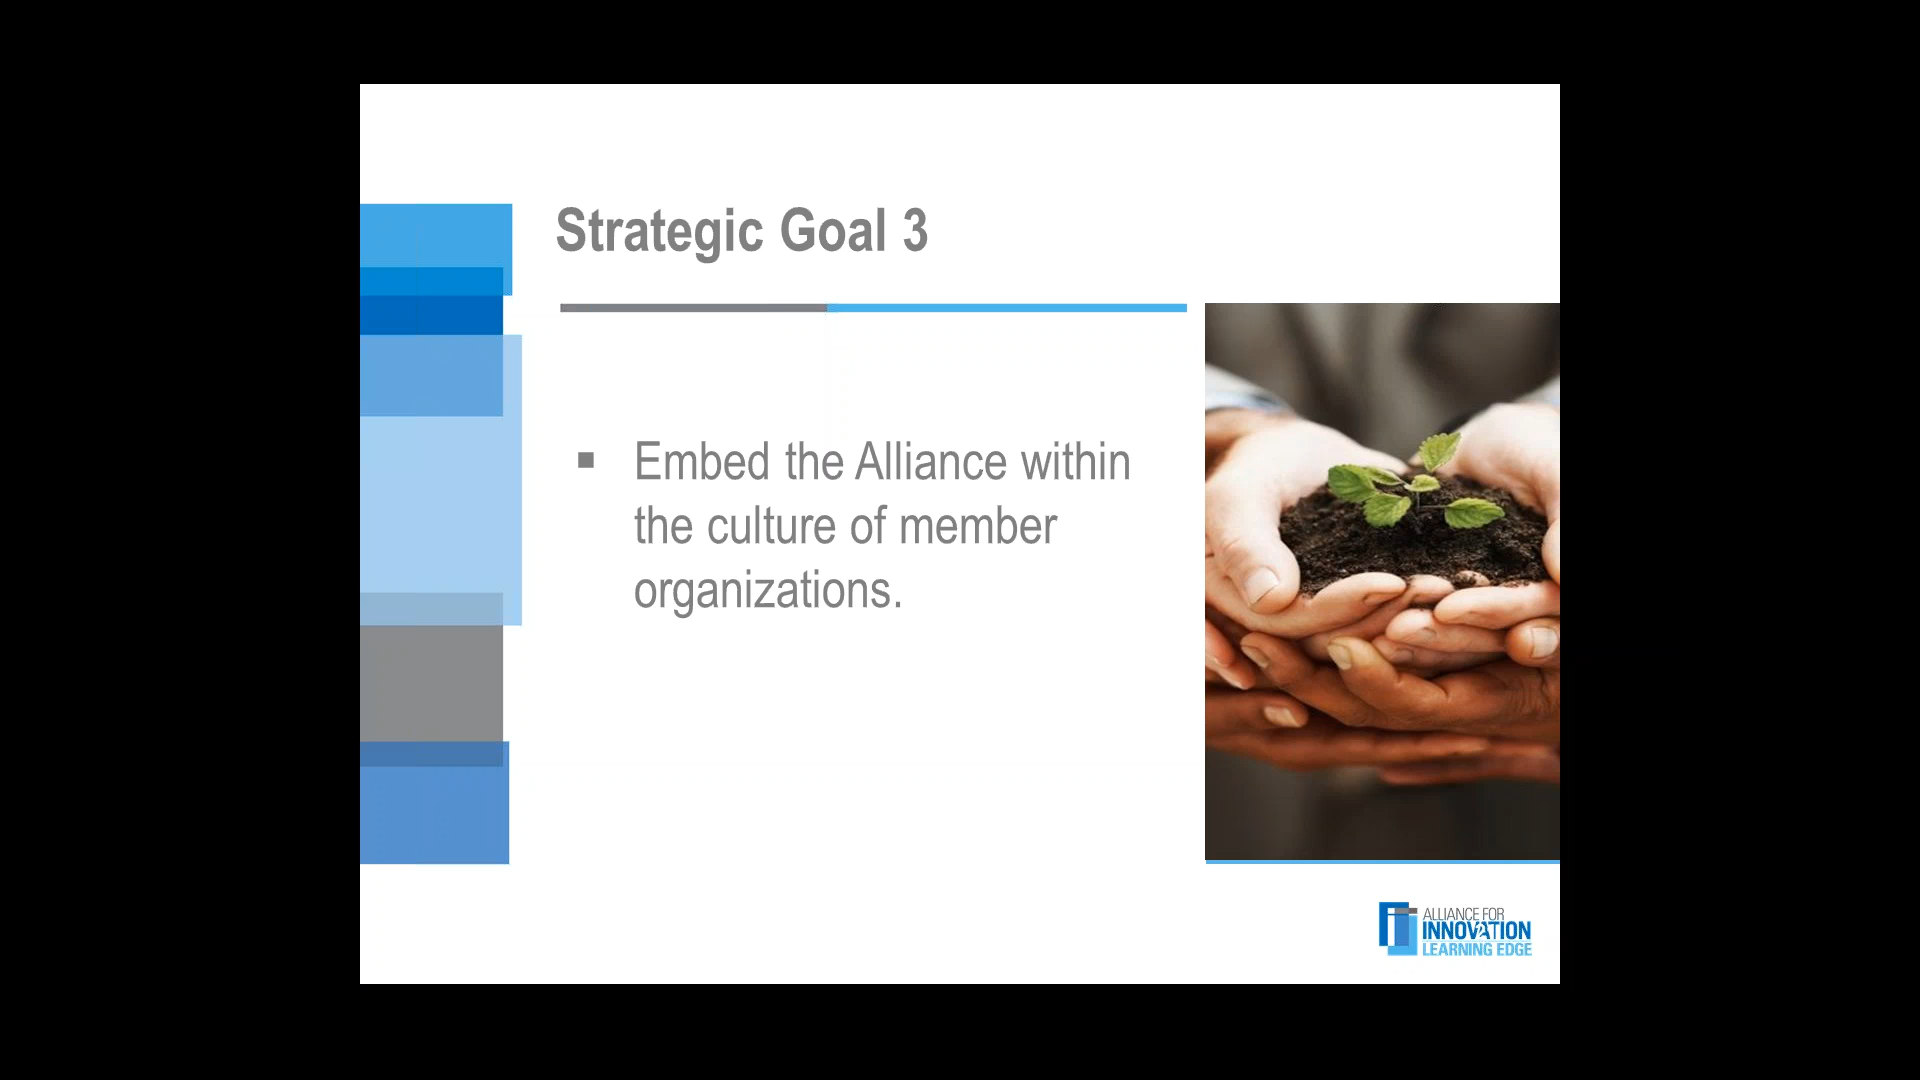 Strategic Goal 3
▪ Embed the Alliance within
the culture of member
organizations.
ALLIANCE FOR
INNOVATION
LEARNING EDGE